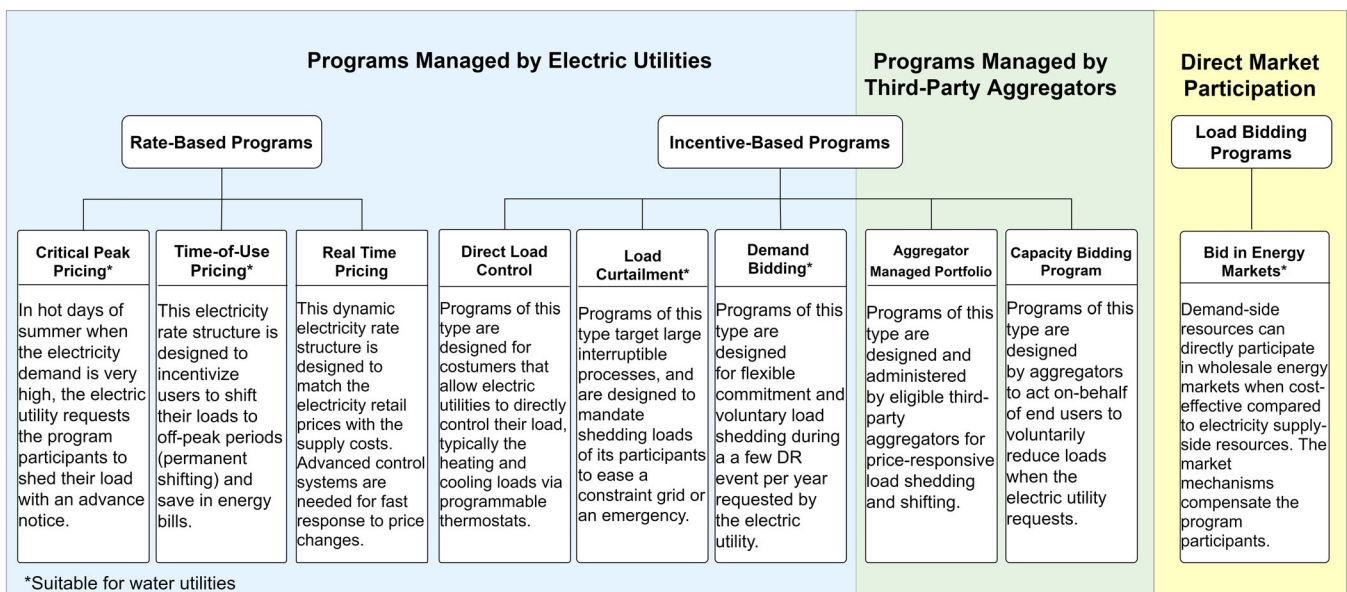 Programs Managed by Electric Utilities
Programs Managed by
Third-Party Aggregators
Direct Market
Participation
Rate-Based Programs
Incentive-Based Programs
Load Bidding
Programs
Critical Peak
Pricing*
In hot days of
summer when
the electricity
demand is very
high, the electric
utility requests
the program
participants to
shed their load
with an advance
notice.
Time-of-Use
Pricing*
This electricity
rate structure is
designed to
incentivize
users to shift
their loads to
off-peak periods
(permanent
shifting) and
save in energy
bills.
Real Time
Pricing
This dynamic
electricity rate
structure is
designed to
match the
electricity retail
prices with the
supply costs.
Advanced control
systems are
needed for fast
response to price
changes.
Direct Load
Control
Programs of this
type are
designed for
costumers that
allow electric
utilities to directly
control their load,
typically the
heating and
cooling loads via
programmable
thermostats.
Load
Curtailment*
Programs of this
type target large
interruptible
processes, and
are designed to
mandate
shedding loads
of its participants
to ease a
constraint grid or
an emergency.
Demand
Bidding*
Programs of this
type are
designed
for flexible
commitment and
voluntary load
shedding during
a a few DR
event per year
requested by
the electric
utility.
Aggregator
Managed Portfolio
Programs of this
type are
designed and
administered
by eligible third-
party
aggregators for
price-responsive
load shedding
and shifting.
Capacity Bidding
Program
Programs of this
type are
designed
by aggregators
to act on-behalf
of end users to
voluntarily
reduce loads
when the
electric utility
requests.
Bid in Energy
Markets*
Demand-side
resources can
directly participate
in wholesale energy
markets when cost-
effective compared
to electricity supply-
side resources. The
market
mechanisms
compensate the
program
participants.
*Suitable for water utilities